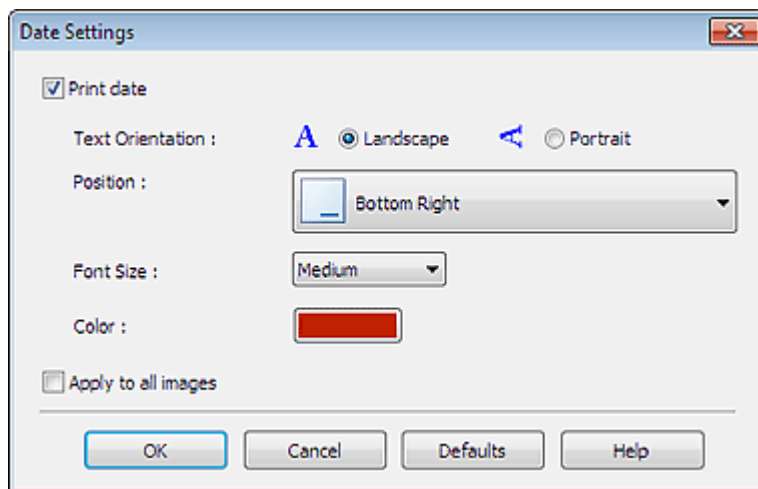 Date Settings
Print date
Text Orientation : A Landscape A Portrait
Position : Bottom Right
Font Size : Medium
Color :
Apply to all images
OK Cancel Defaults Help